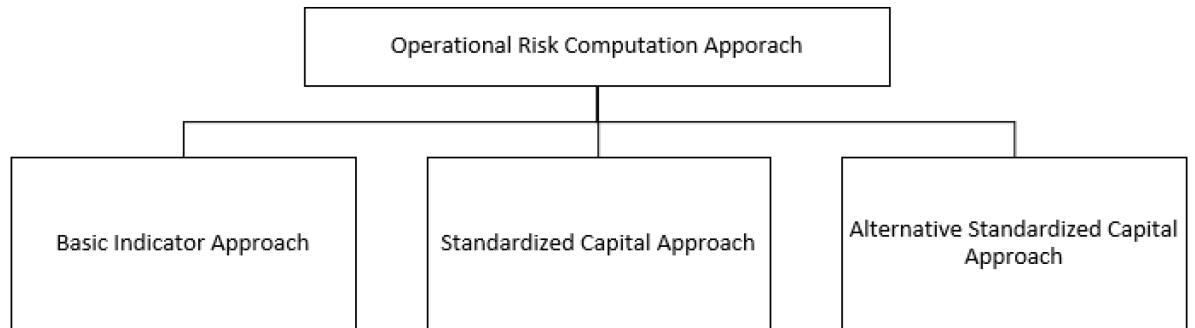 Operational Risk Computation Apporach
Basic Indicator Approach
Standardized Capital Approach
Alternative Standardized Capital
Approach